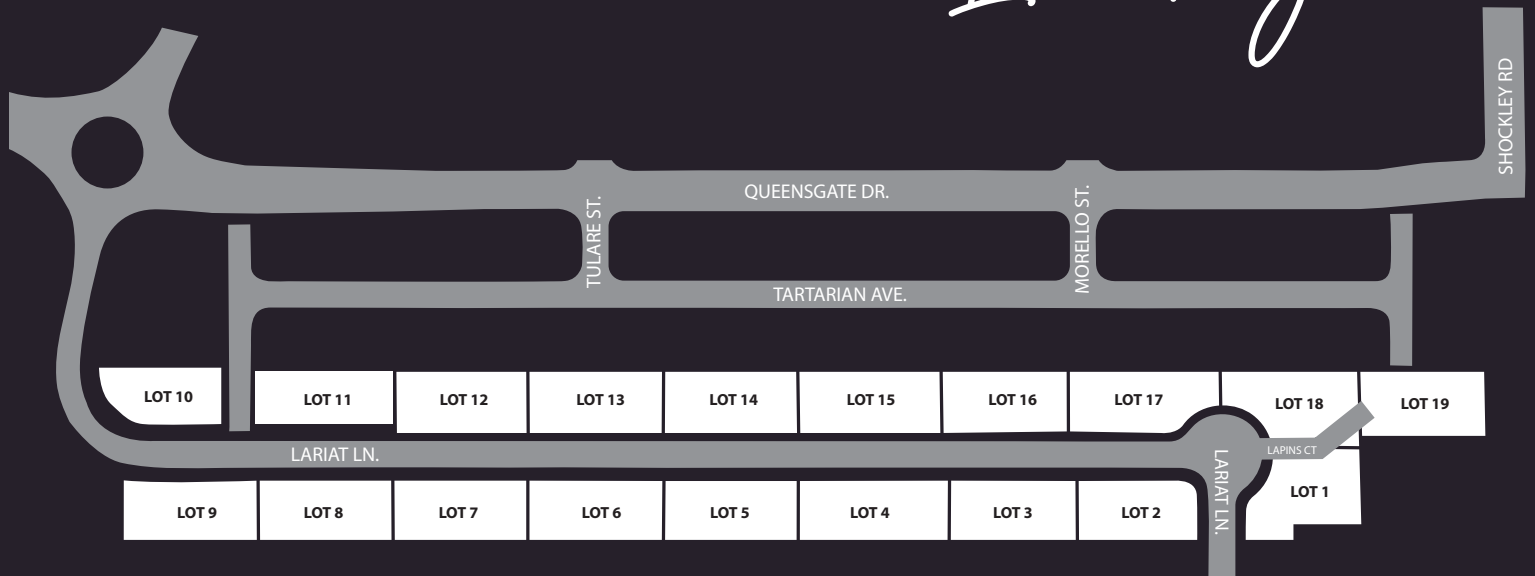 SHOCKLEY RD
QUEENSGATE DR.
TULARE ST.
MORELLO ST.
TARTARIAN AVE.
LOT 10
LOT 11
LOT 12
LOT 13
LOT 14
LOT 15
LOT 16
LOT 17
LOT 18
LOT 19
LARIAT LN.
LAPINS CT
LARIAT LN.
LOT 9
LOT 8
LOT 7
LOT 6
LOT 5
LOT 4
LOT 3
LOT 2
LOT 1